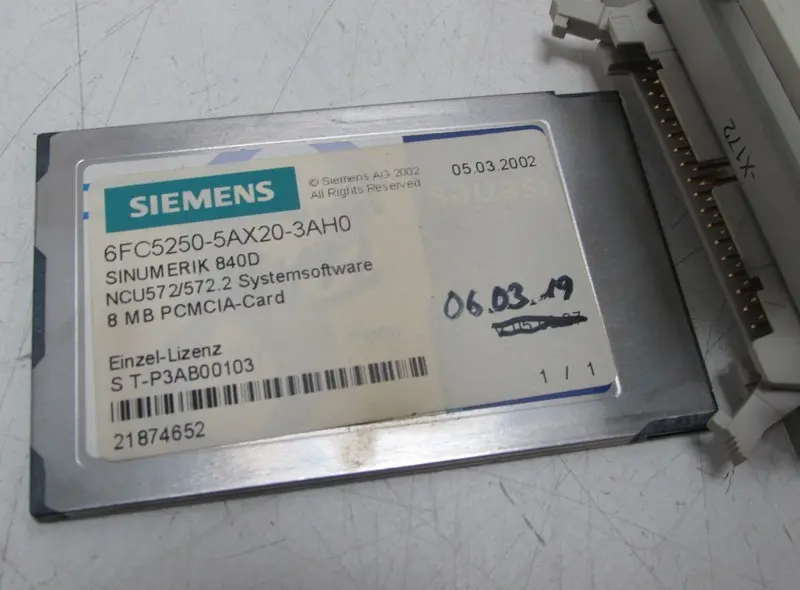 SIEMENS
© Siemens AG 2002
All Rights Reserved
05.03.2002
6FC5250-5AX20-3AH0
SINUMERIK 840D
NCU572/572.2 Systemsoftware
8 MB PCMCIA-Card
06.03.19
Einzel-Lizenz
S T-P3AB00103
1 / 1
21874652
X172